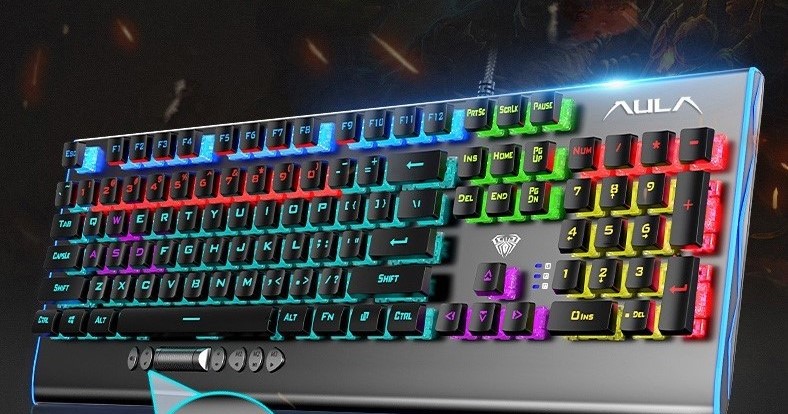 AULA
Esc F1 F2 F3 F4 F5 F6 F7 F8 F9 F10 F11 F12 PrtSc ScrLk Pause
~ 1 2 3 4 5 6 7 8 9 0 - = + ← Ins Home Pg Up Num / * -
Tab Q W E R T Y U I O P [ ] \ Del End Pg Dn 7 8 9 +
CapsLk A S D F G H J K L ; ← 4 5 6
Shift Z X C V B N M < > /? Shift 1 2 3
Ctrl Alt Alt Fn Ctrl 0 Ins Del